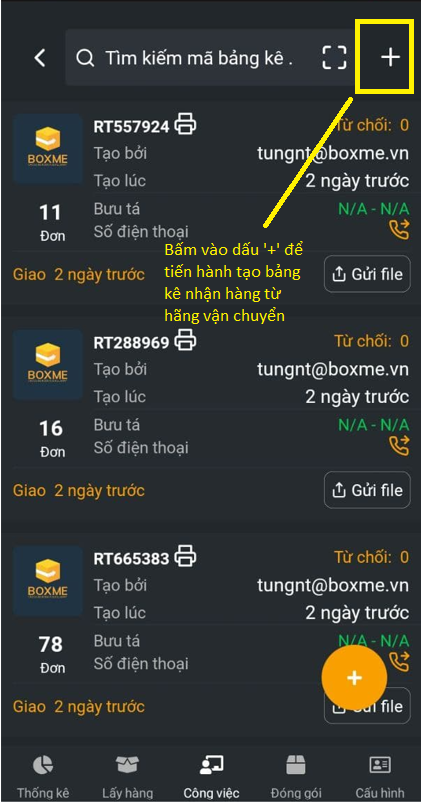 Tìm kiếm mã bảng kê .
RT557924
Từ chối: 0
BOXME
Tạo bởi
tungnt@boxme.vn
Tạo lúc
2 ngày trước
11
Đơn
Bưu tá
N/A - N/A
Số điện thoại
Bấm vào dấu '+' để
tiến hành tạo bảng
kê nhận hàng từ
hãng vận chuyển
Giao 2 ngày trước
Gửi file
RT288969
Từ chối: 0
BOXME
Tạo bởi
tungnt@boxme.vn
Tạo lúc
2 ngày trước
16
Đơn
Bưu tá
N/A - N/A
Số điện thoại
Giao 2 ngày trước
Gửi file
RT665383
Từ chối: 0
BOXME
Tạo bởi
tungnt@boxme.vn
Tạo lúc
2 ngày trước
78
Đơn
Bưu tá
N/A - N/A
Số điện thoại
Giao 2 ngày trước
Gửi file
Thống kê
Lấy hàng
Công việc
Đóng gói
Cấu hình